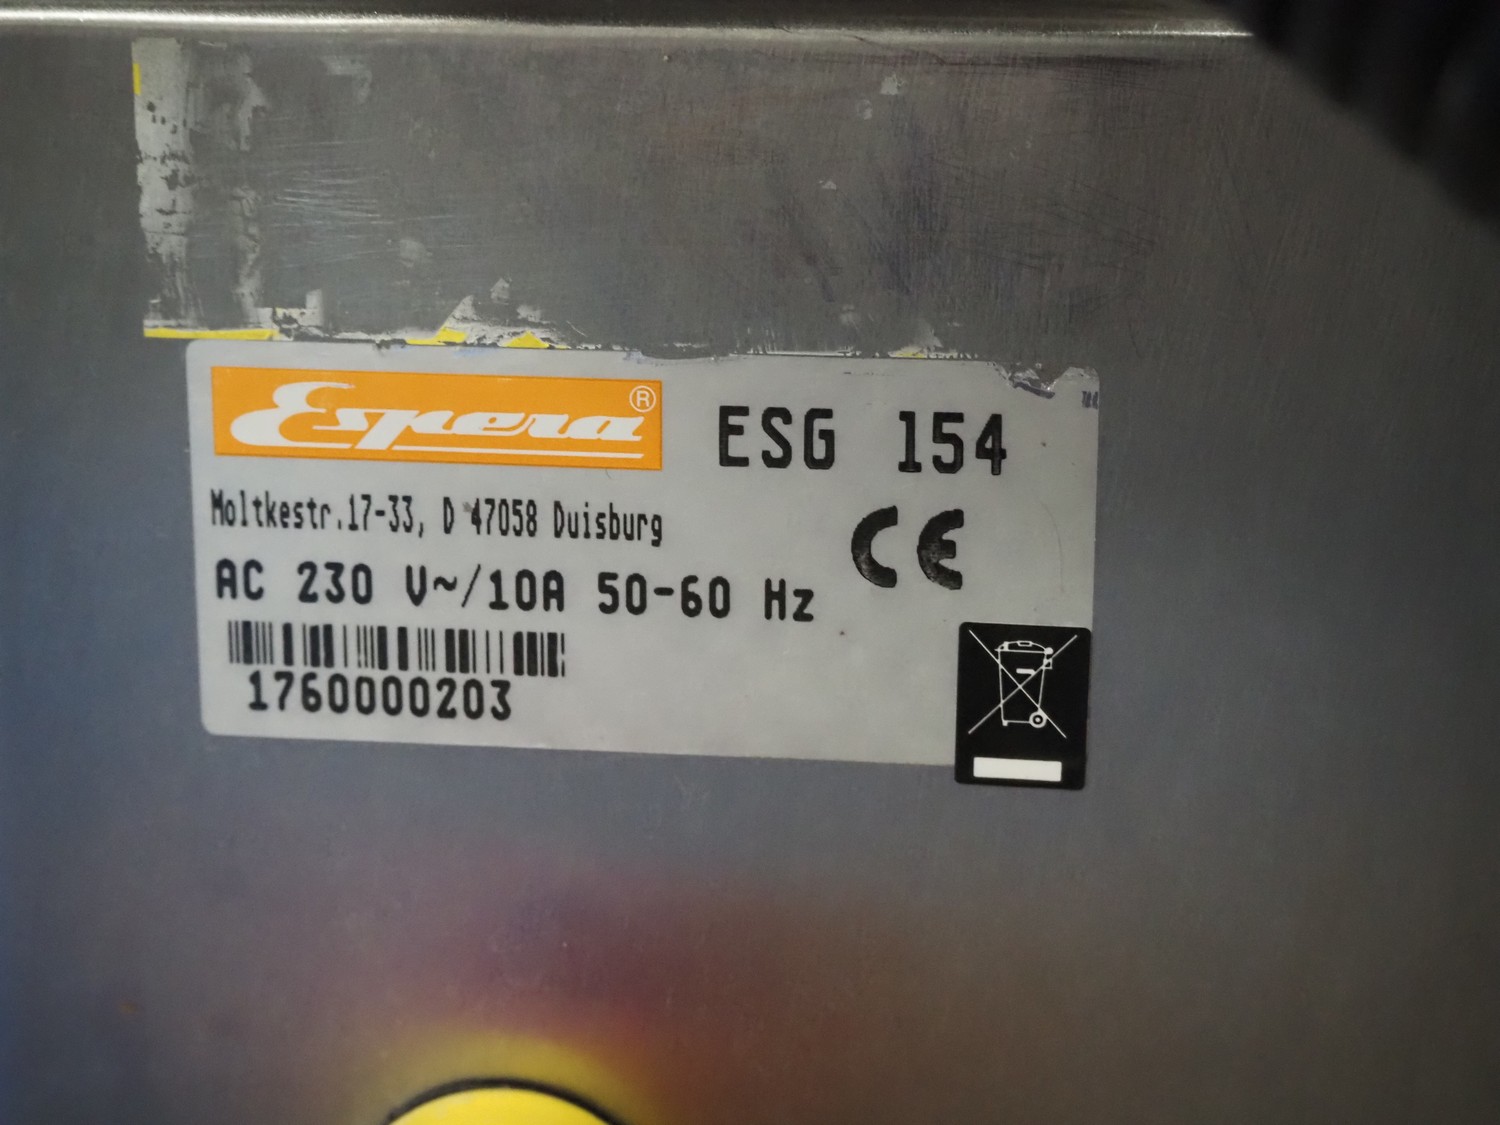 Espera® ESG 154
Moltkestr.17-33, D 47058 Duisburg
CE
AC 230 V~/10A 50-60 Hz
1760000203